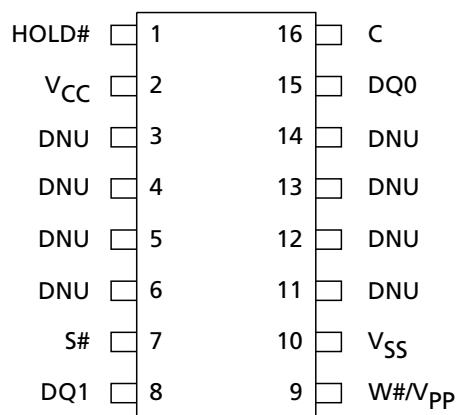 HOLD# 1 16 C
VCC 2 15 DQ0
DNU 3 14 DNU
DNU 4 13 DNU
DNU 5 12 DNU
DNU 6 11 DNU
S# 7 10 VSS
DQ1 8 9 W#/VPP